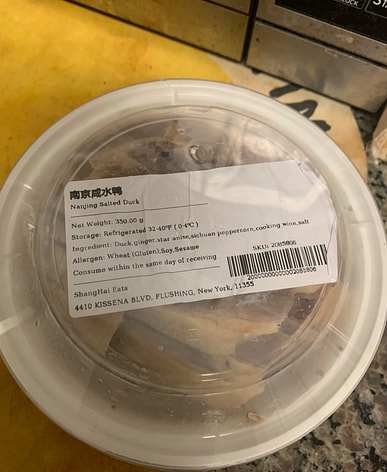 南京咸水鸭
Nanjing Salted Duck
Net Weight: 350.00 g
Storage: Refrigerated 32-40°F (0-4°C)
Ingredient: Duck,ginger,star anise,sichuan peppercorn,cooking wine,salt
Allergen: Wheat (Gluten),Soy,Sesame
SKU: 2085806
Consume within the same day of receiving
ShangHai Eats
4410 KISSENA BLVD, FLUSHING, New York, 11355